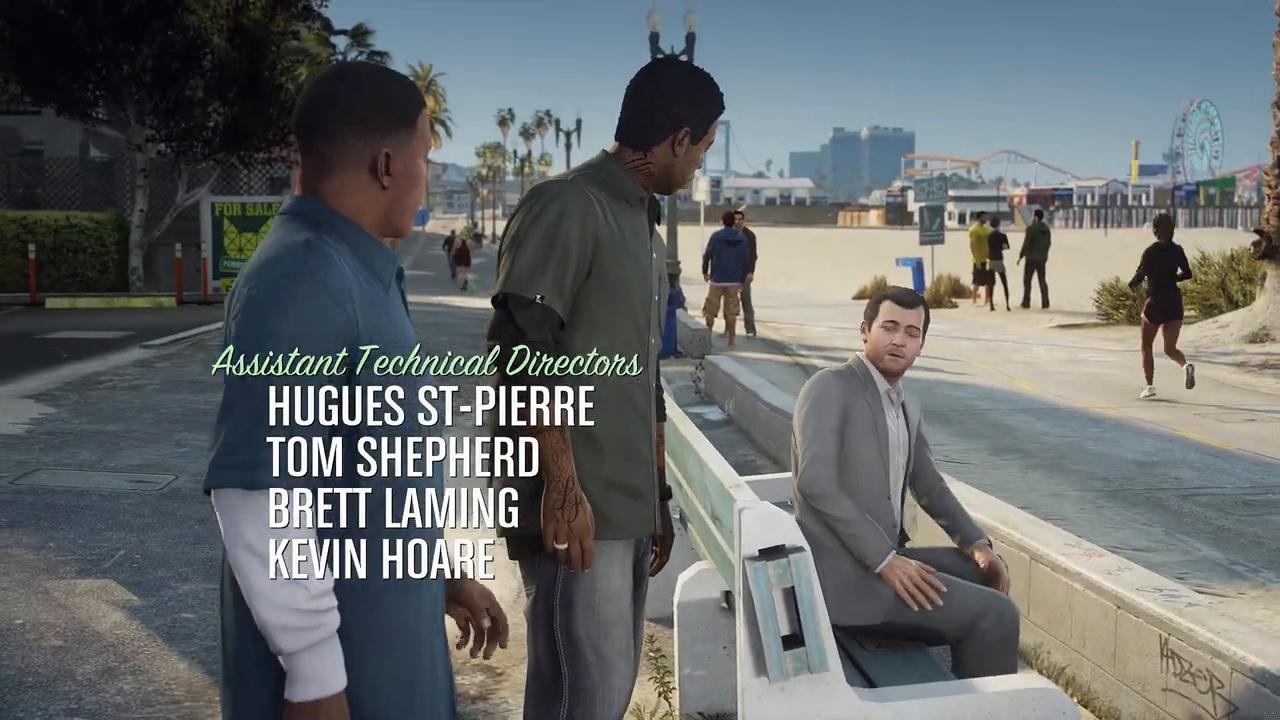 FOR SALE
Assistant Technical Directors
HUGUES ST-PIERRE
TOM SHEPHERD
BRETT LAMING
KEVIN HOARE